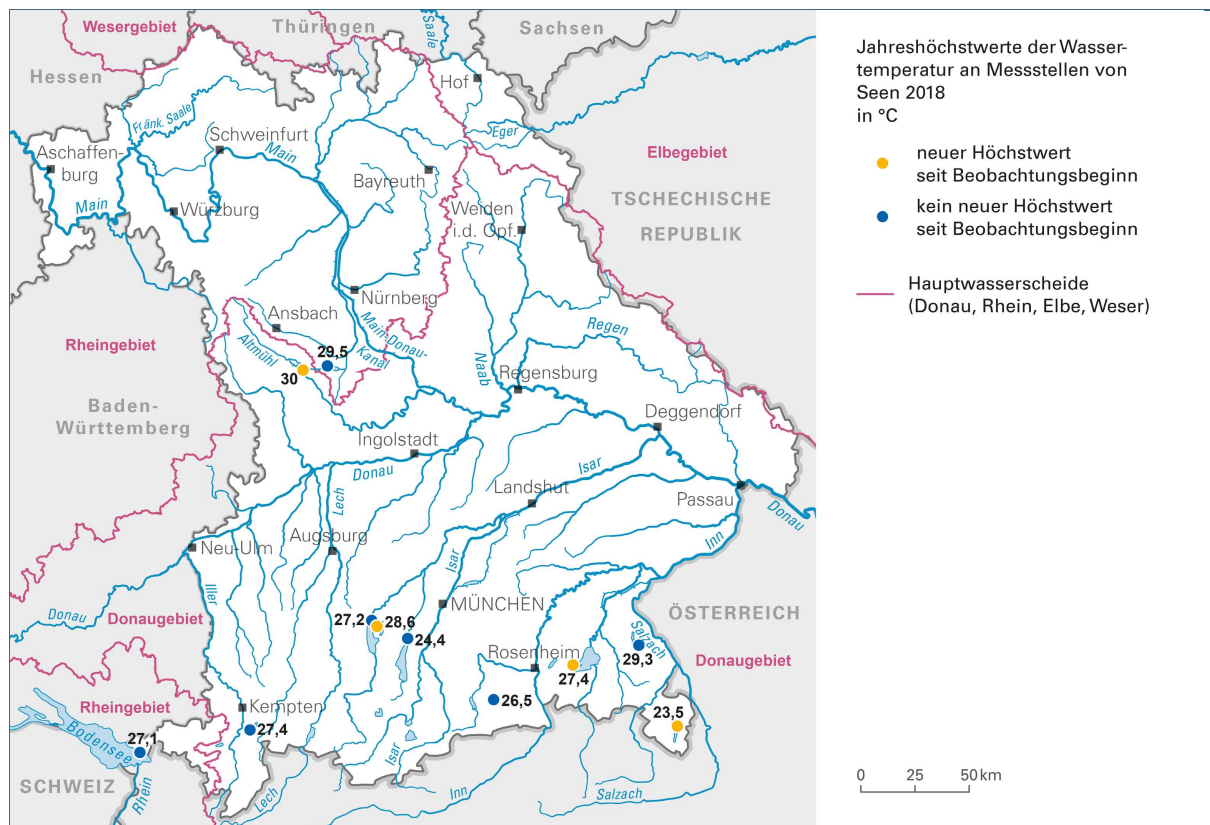 Wesergebiet
Thüringen
Saale
Sachsen
Hessen
Hof
Fränk. Saale
Schweinfurt
Main
Eger
Aschaffen-
burg
Bayreuth
Elbegebiet
Main
Würzburg
Weiden
i.d. Opf.
TSCHECHISCHE
REPUBLIK
Nürnberg
Ansbach
Main-Donau-
Kanal
Regen
Rheingebiet
Altmühl
29,5
30
Naab
Regensburg
Baden-
Württemberg
Deggendorf
Ingolstadt
Donau
Isar
Landshut
Passau
Donau
Lech
Augsburg
Neu-Ulm
Isar
Inn
Iller
MÜNCHEN
ÖSTERREICH
Donau
Donaugebiet
27,2
28,6
24,4
Salzach
29,3
Rosenheim
27,4
Donaugebiet
Rheingebiet
Kempten
26,5
23,5
27,4
Bodensee
27,1
Isar
SCHWEIZ
Rhein
Lech
Inn
Salzach
Jahreshöchstwerte der Wasser-
temperatur an Messstellen von
Seen 2018
in °C
neuer Höchstwert
seit Beobachtungsbeginn
kein neuer Höchstwert
seit Beobachtungsbeginn
Hauptwasserscheide
(Donau, Rhein, Elbe, Weser)
0 25 50 km